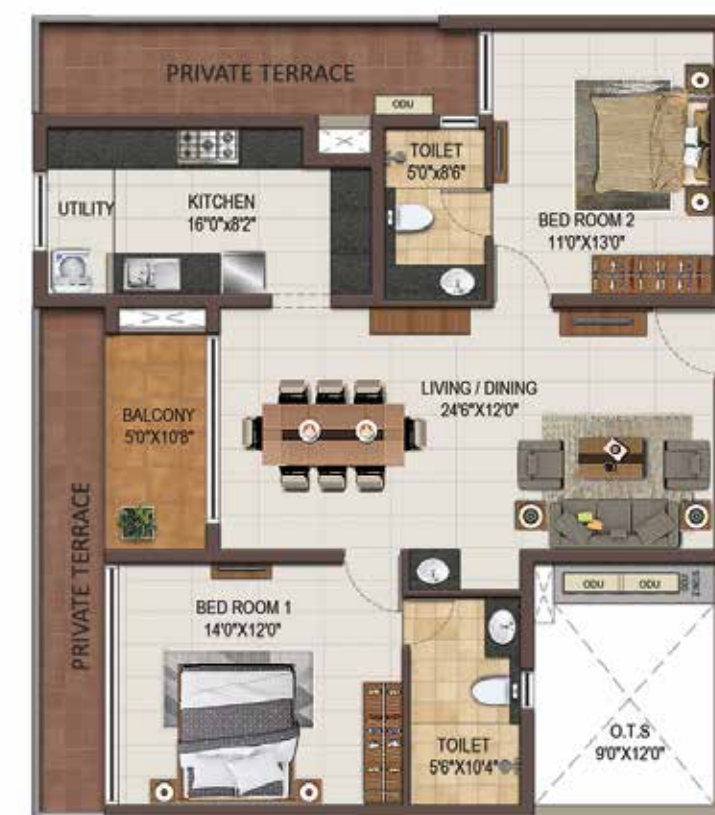 PRIVATE TERRACE
ODU
TOILET
5'0"x8'6"
UTILITY
KITCHEN
16'0"x8'2"
BED ROOM 2
11'0"X13'0"
LIVING / DINING
24'6"X12'0"
BALCONY
5'0"X10'8"
PRIVATE TERRACE
BED ROOM 1
14'0"X12'0"
ODU
ODU
ODU
TOILET
5'6"X10'4"
O.T.S
9'0"X12'0"